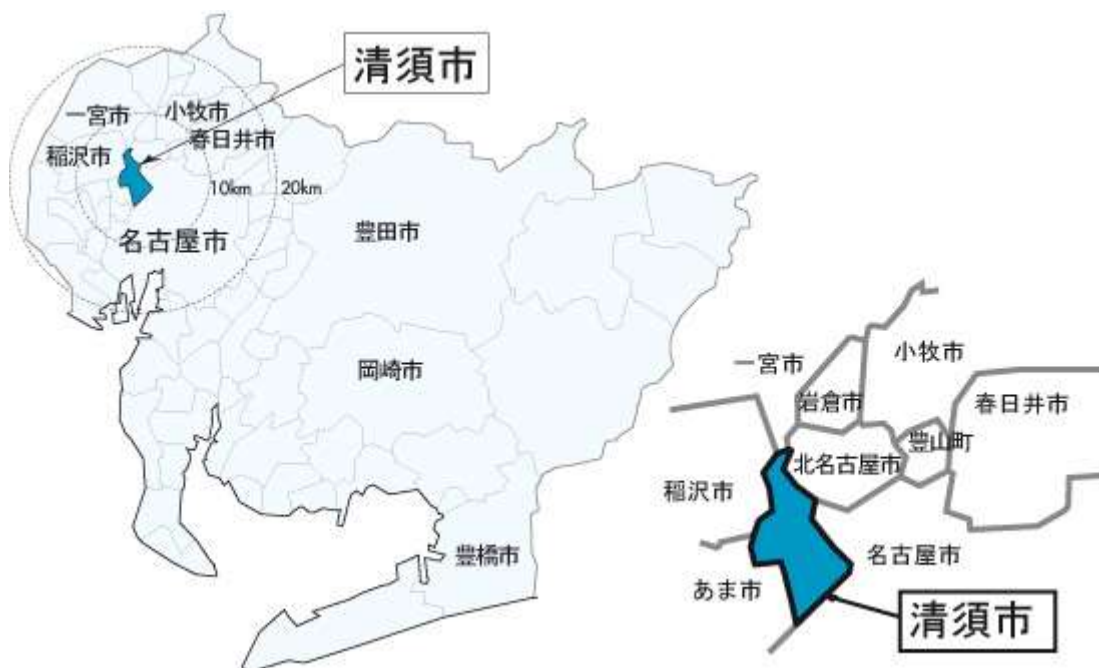 清須市
一宮市
小牧市
春日井市
稲沢市
10km
20km
名古屋市
豊田市
岡崎市
豊橋市
一宮市
小牧市
岩倉市
春日井市
豊山町
北名古屋市
稲沢市
名古屋市
あま市
清須市